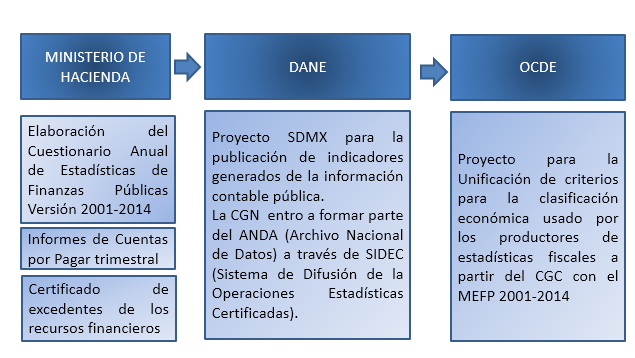 MINISTERIO DE
HACIENDA
DANE
OCDE
Elaboración del
Cuestionario Anual
de Estadísticas de
Finanzas Públicas
Versión 2001-2014
Informes de Cuentas
por Pagar trimestral
Certificado de
excedentes de los
recursos financieros
Proyecto SDMX para la
publicación de indicadores
generados de la información
contable pública.
La CGN entro a formar parte
del ANDA (Archivo Nacional
de Datos) a través de SIDEC
(Sistema de Difusión de la
Operaciones Estadísticas
Certificadas).
Proyecto para la
Unificación de criterios
para la clasificación
económica usado por
los productores de
estadísticas fiscales a
partir del CGC con el
MEFP 2001-2014